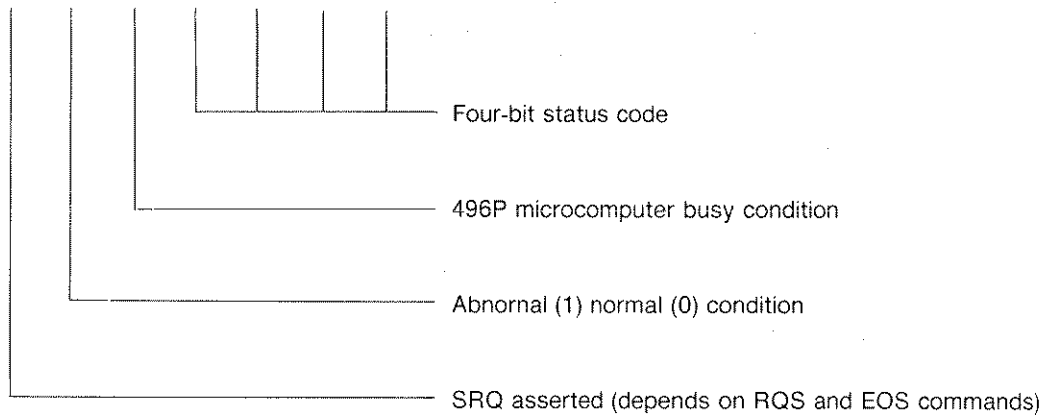 Four-bit status code
496P microcomputer busy condition
Abnornal (1) normal (0) condition
SRQ asserted (depends on RQS and EOS commands)